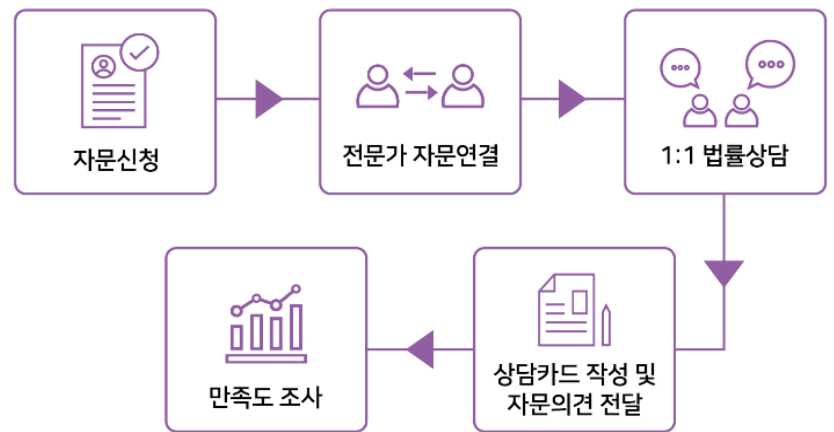 자문신청
전문가 자문연결
1:1 법률상담
상담카드 작성 및
자문의견 전달
만족도 조사